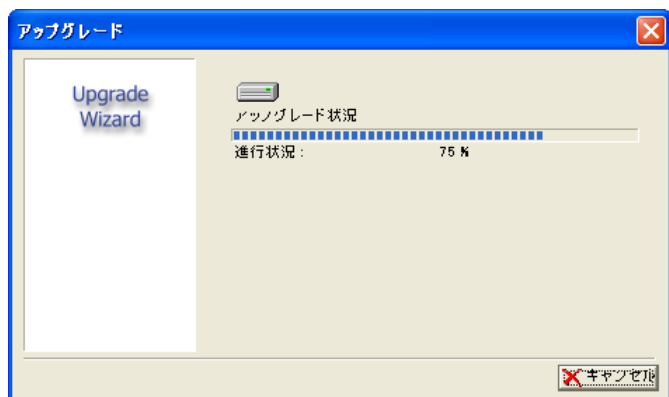 アップグレード
Upgrade
Wizard
アップグレード状況
進行状況： 75 %
キャンセル